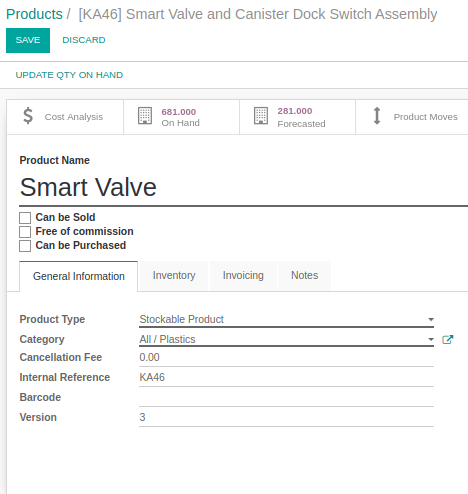 Products / [KA46] Smart Valve and Canister Dock Switch Assembly
SAVE DISCARD
UPDATE QTY ON HAND
Cost Analysis
681.000
On Hand
281.000
Forecasted
Product Moves
Product Name
Smart Valve
Can be Sold
Free of commission
Can be Purchased
General Information Inventory Invoicing Notes
Product Type Stockable Product
Category All / Plastics
Cancellation Fee 0.00
Internal Reference KA46
Barcode
Version 3